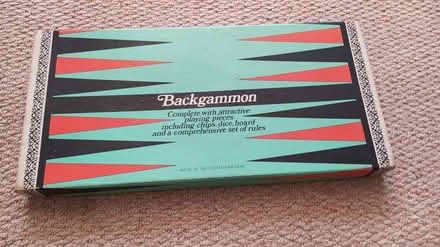 Backgammon
Complete with attractive
playing pieces
including chips, dice, board
and a comprehensive set of rules